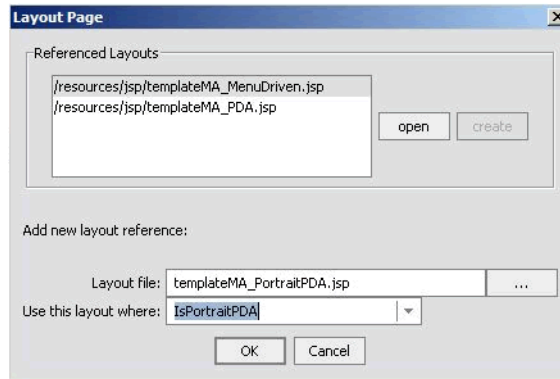 Layout Page
Referenced Layouts
/resources/jsp/templateMA_MenuDriven.jsp
/resources/jsp/templateMA_PDA.jsp
open create
Add new layout reference:
Layout file: templateMA_PortraitPDA.jsp ...
Use this layout where: IsPortraitPDA
OK Cancel